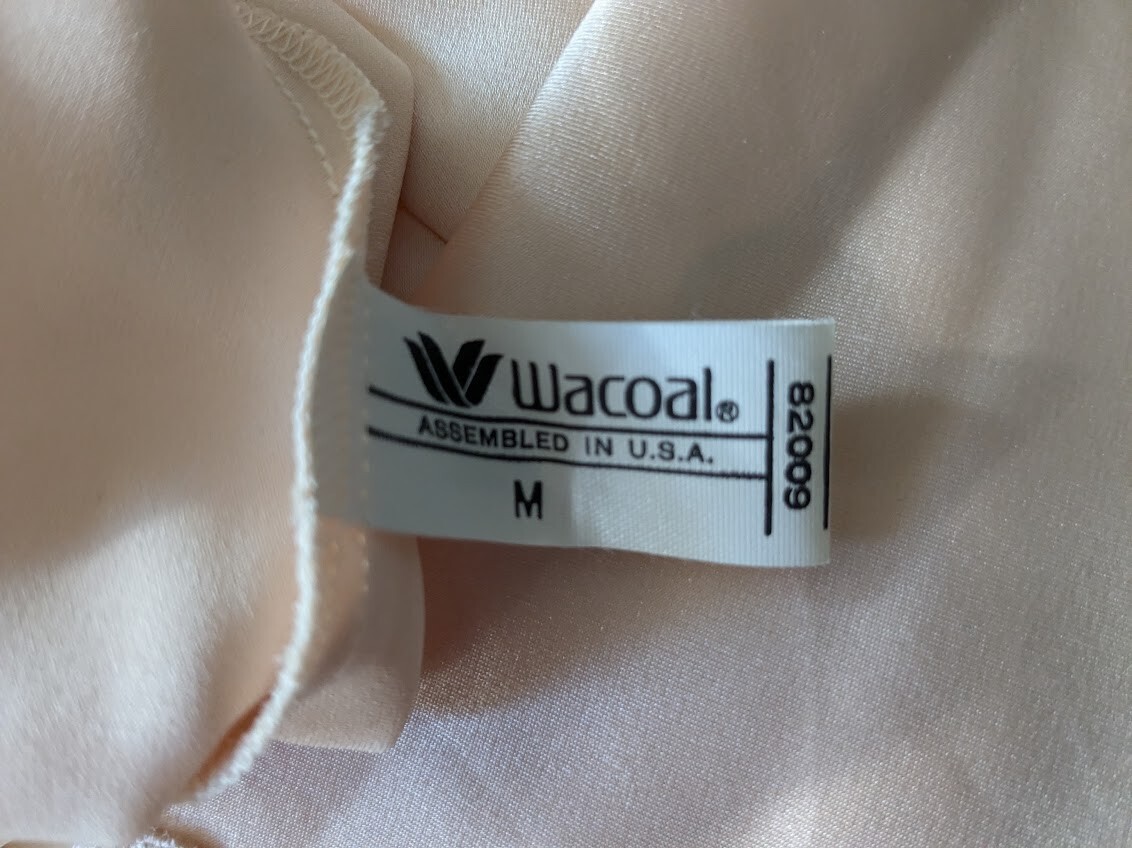 Wacoal®
ASSEMBLED IN U.S.A.
M
82009